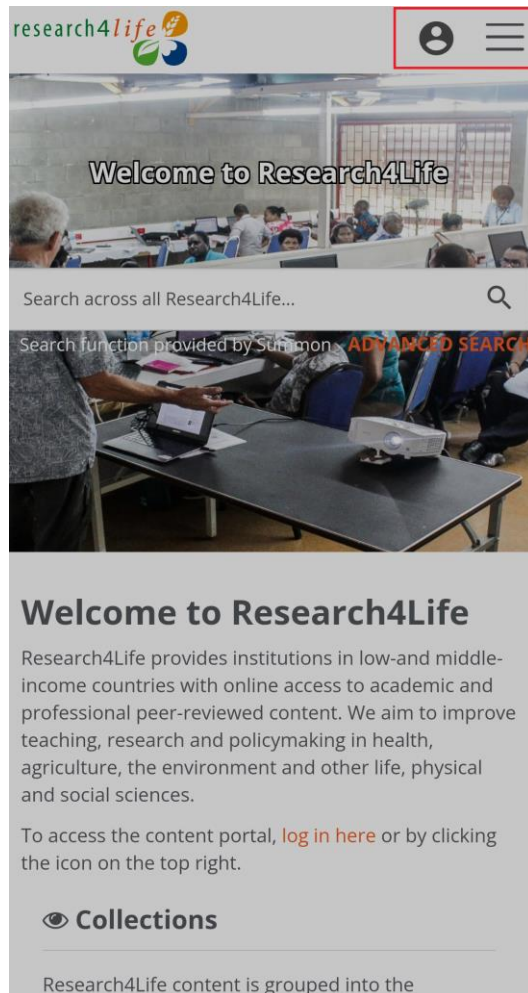 research4life
Welcome to Research4Life
Search across all Research4Life...
Search function provided by Summon - ADVANCED SEARCH
Welcome to Research4Life
Research4Life provides institutions in low-and middle-
income countries with online access to academic and
professional peer-reviewed content. We aim to improve
teaching, research and policymaking in health,
agriculture, the environment and other life, physical
and social sciences.
To access the content portal, log in here or by clicking
the icon on the top right.
Collections
Research4Life content is grouped into the